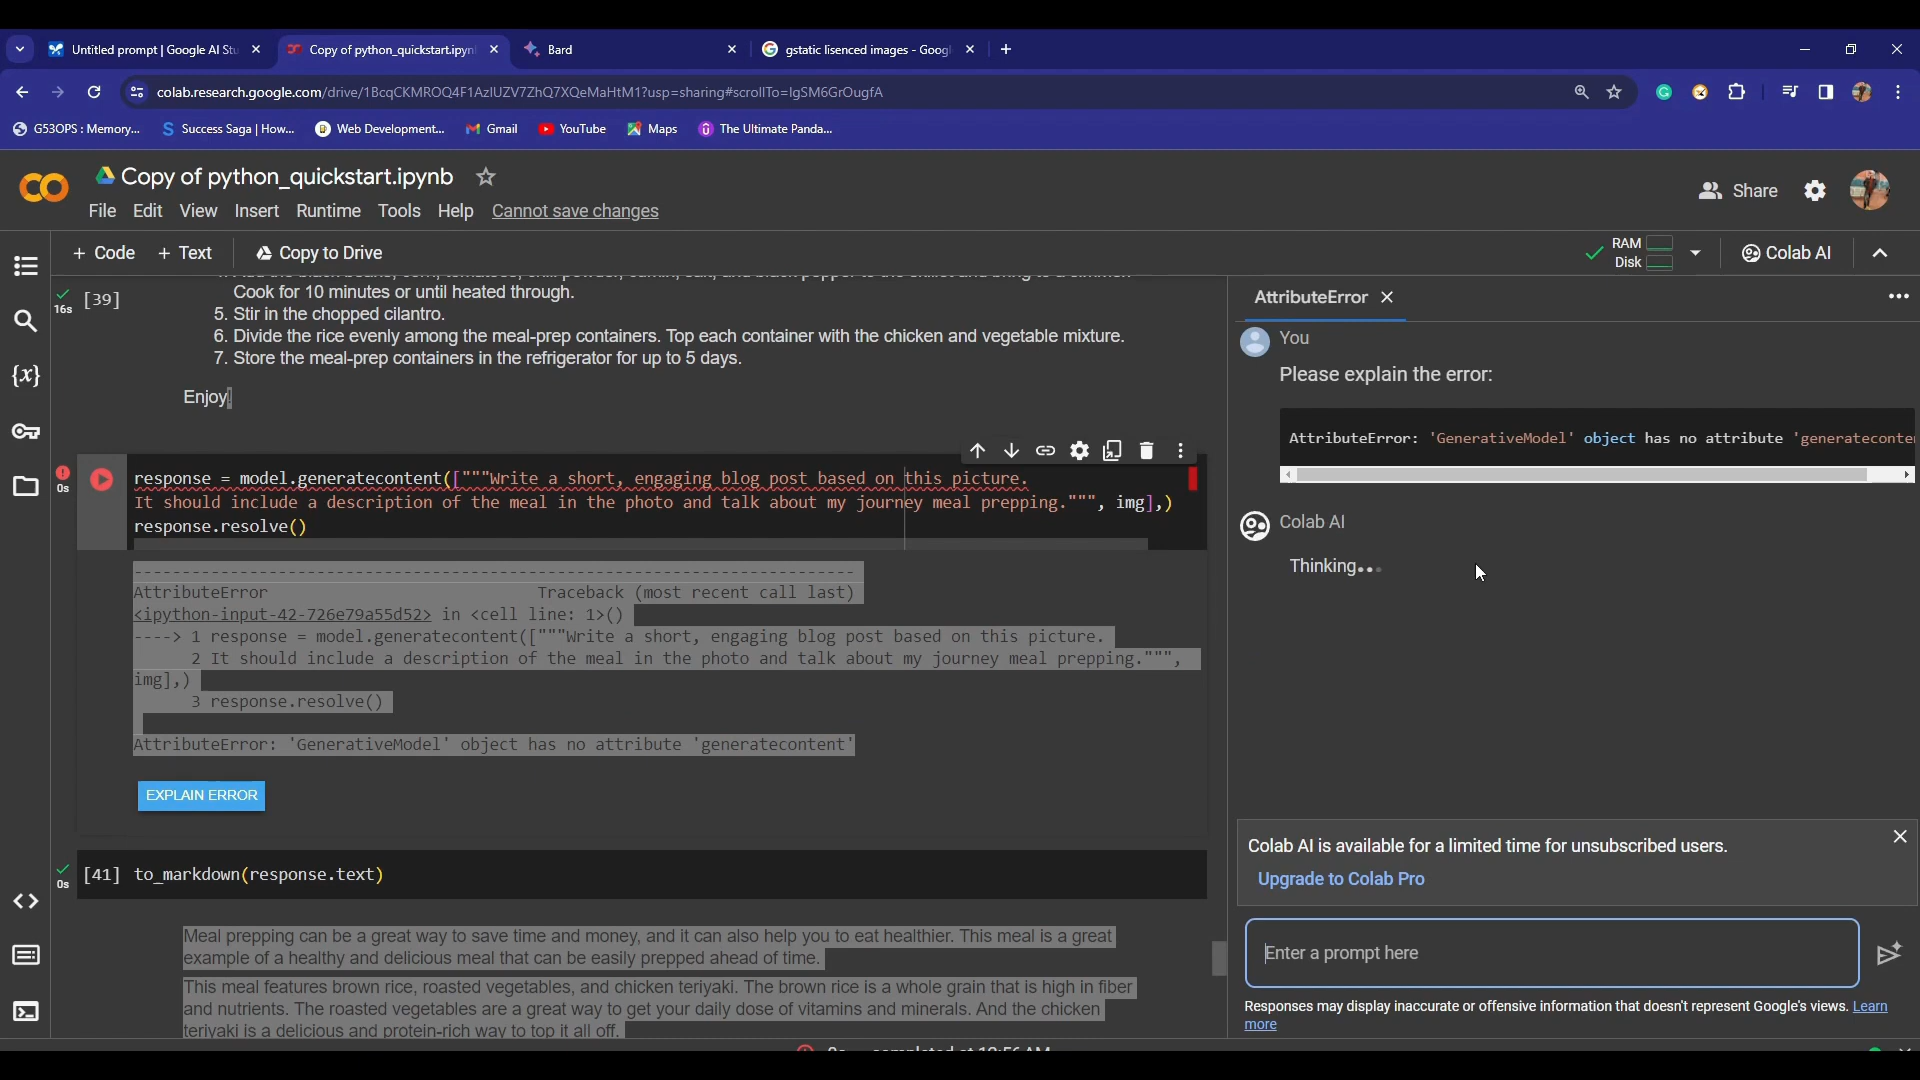 Untitled prompt | Google AI Stu
Copy of python_quickstart.ipyn
Bard
gstatic lisenced images - Googl
colab.research.google.com/drive/1BcqCKMROQ4F1AzIUZV7ZhQ7XQeMaHtM1?usp=sharing#scrollTo=IgSM6GrOugfA
G53OPS : Memory...
Success Saga | How...
Web Development...
Gmail
YouTube
Maps
The Ultimate Panda...
Copy of python_quickstart.ipynb
Share
File Edit View Insert Runtime Tools Help Cannot save changes
+ Code + Text
Copy to Drive
RAM
Disk
Colab AI
16s
[39]
Cook for 10 minutes or until heated through.
5. Stir in the chopped cilantro.
6. Divide the rice evenly among the meal-prep containers. Top each container with the chicken and vegetable mixture.
7. Store the meal-prep containers in the refrigerator for up to 5 days.
Enjoy!
0s
response = model.generatecontent(["""Write a short, engaging blog post based on this picture.
It should include a description of the meal in the photo and talk about my journey meal prepping.""", img],)
response.resolve()
---------------------------------------------------------------------------
AttributeError Traceback (most recent call last)
<ipython-input-42-726e79a55d52> in <cell line: 1>()
----> 1 response = model.generatecontent(["""Write a short, engaging blog post based on this picture.
2 It should include a description of the meal in the photo and talk about my journey meal prepping.""",
img],)
3 response.resolve()
AttributeError: 'GenerativeModel' object has no attribute 'generatecontent'
EXPLAIN ERROR
0s
[41] to_markdown(response.text)
Meal prepping can be a great way to save time and money, and it can also help you to eat healthier. This meal is a great
example of a healthy and delicious meal that can be easily prepped ahead of time.
This meal features brown rice, roasted vegetables, and chicken teriyaki. The brown rice is a whole grain that is high in fiber
and nutrients. The roasted vegetables are a great way to get your daily dose of vitamins and minerals. And the chicken
teriyaki is a delicious and protein-rich way to top it all off.
AttributeError
You
Please explain the error:
AttributeError: 'GenerativeModel' object has no attribute 'generateconte
Colab AI
Thinking...
Colab AI is available for a limited time for unsubscribed users.
Upgrade to Colab Pro
Enter a prompt here
Responses may display inaccurate or offensive information that doesn't represent Google's views. Learn
more